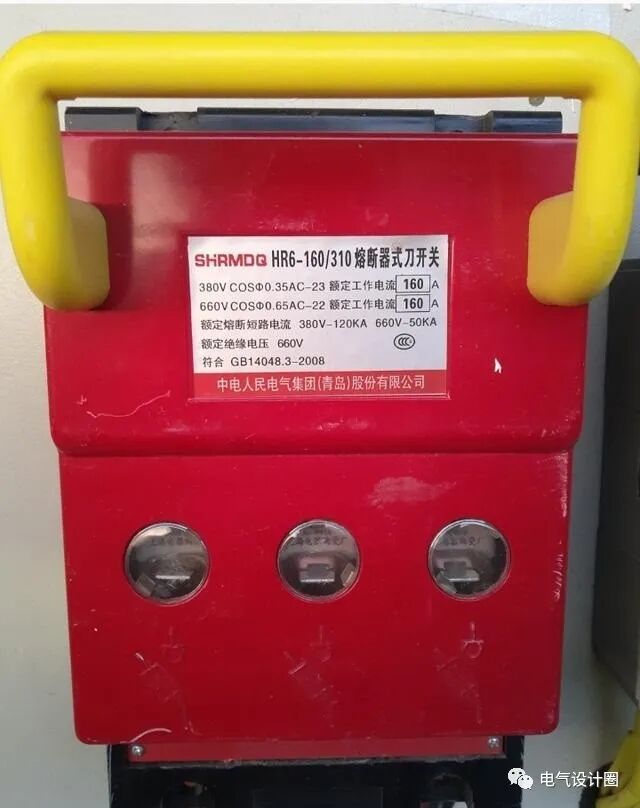 SHRMDQ HR6-160/310 熔断器式刀开关
380V COSΦ0.35AC-23 额定工作电流 160 A
660V COSΦ0.65AC-22 额定工作电流 160 A
额定熔断短路电流 380V-120KA 660V-50KA
额定绝缘电压 660V
CCC
符合 GB14048.3-2008
中电人民电气集团(青岛)股份有限公司
电气设计圈